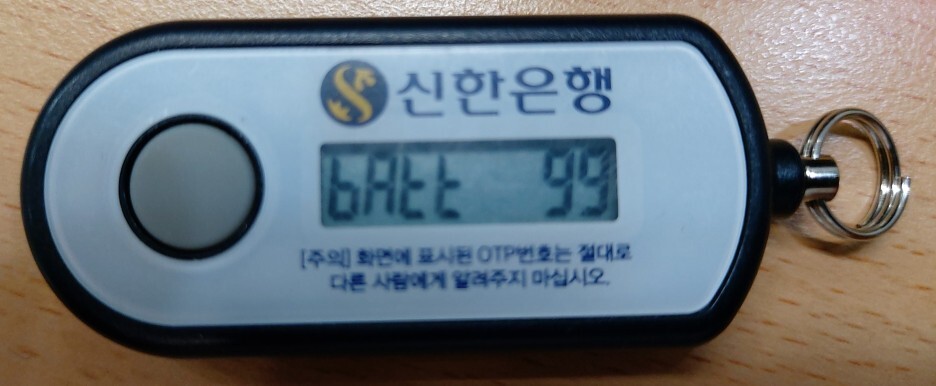 신한은행
bAtt 99
[주의] 화면에 표시된 OTP번호는 절대로
다른 사람에게 알려주지 마십시오.